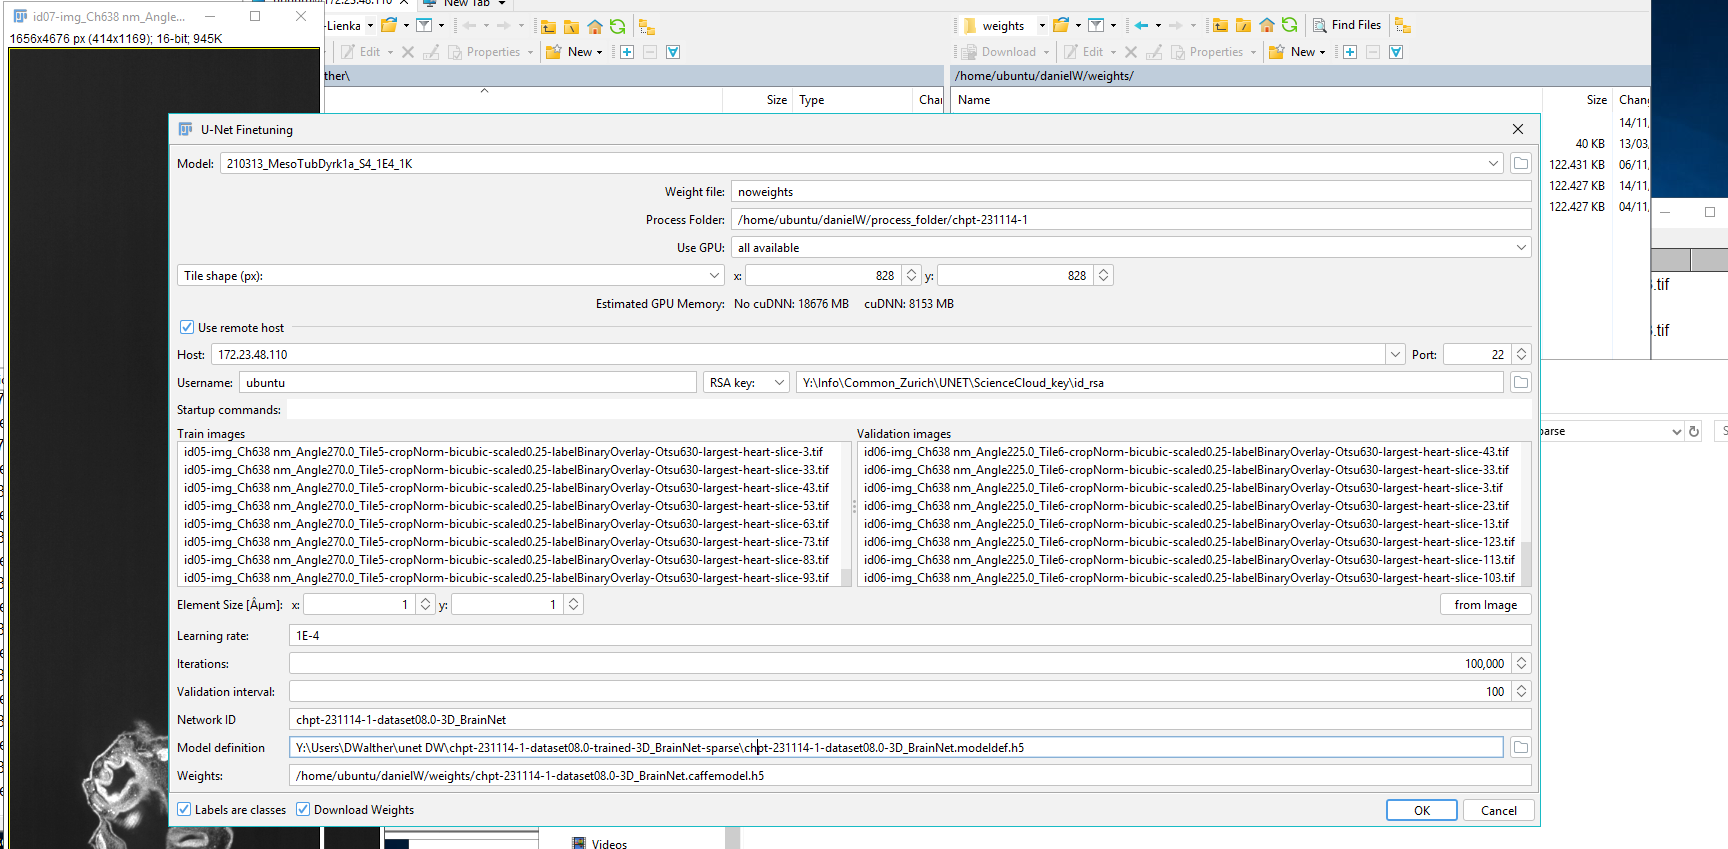 id07-img_Ch638 nm_Angle...
1656x4676 px (414x1169); 16-bit; 945K
172.23.48.110
New Tab
-Lienka
Edit
Properties
New
ther\
Size
Type
weights
Find Files
Download
Edit
Properties
New
/home/ubuntu/danielW/weights/
Name
Size
14/11,
40 KB 13/03,
122.431 KB 06/11,
122.427 KB 14/11,
122.427 KB 04/11,
U-Net Finetuning
Model: 210313_MesoTubDyrk1a_S4_1E4_1K
Weight file: noweights
Process Folder: /home/ubuntu/danielW/process_folder/chpt-231114-1
Use GPU: all available
Tile shape (px): x: 828 y: 828
Estimated GPU Memory: No cuDNN: 18676 MB cuDNN: 8153 MB
Use remote host
Host: 172.23.48.110 Port: 22
Username: ubuntu RSA key: Y:\Info\Common_Zurich\UNET\ScienceCloud_key\id_rsa
Startup commands:
Train images
id05-img_Ch638 nm_Angle270.0_Tile5-cropNorm-bicubic-scaled0.25-labelBinaryOverlay-Otsu630-largest-heart-slice-3.tif
id05-img_Ch638 nm_Angle270.0_Tile5-cropNorm-bicubic-scaled0.25-labelBinaryOverlay-Otsu630-largest-heart-slice-33.tif
id05-img_Ch638 nm_Angle270.0_Tile5-cropNorm-bicubic-scaled0.25-labelBinaryOverlay-Otsu630-largest-heart-slice-43.tif
id05-img_Ch638 nm_Angle270.0_Tile5-cropNorm-bicubic-scaled0.25-labelBinaryOverlay-Otsu630-largest-heart-slice-53.tif
id05-img_Ch638 nm_Angle270.0_Tile5-cropNorm-bicubic-scaled0.25-labelBinaryOverlay-Otsu630-largest-heart-slice-63.tif
id05-img_Ch638 nm_Angle270.0_Tile5-cropNorm-bicubic-scaled0.25-labelBinaryOverlay-Otsu630-largest-heart-slice-73.tif
id05-img_Ch638 nm_Angle270.0_Tile5-cropNorm-bicubic-scaled0.25-labelBinaryOverlay-Otsu630-largest-heart-slice-83.tif
id05-img_Ch638 nm_Angle270.0_Tile5-cropNorm-bicubic-scaled0.25-labelBinaryOverlay-Otsu630-largest-heart-slice-93.tif
Validation images
id06-img_Ch638 nm_Angle225.0_Tile6-cropNorm-bicubic-scaled0.25-labelBinaryOverlay-Otsu630-largest-heart-slice-43.tif
id06-img_Ch638 nm_Angle225.0_Tile6-cropNorm-bicubic-scaled0.25-labelBinaryOverlay-Otsu630-largest-heart-slice-33.tif
id06-img_Ch638 nm_Angle225.0_Tile6-cropNorm-bicubic-scaled0.25-labelBinaryOverlay-Otsu630-largest-heart-slice-3.tif
id06-img_Ch638 nm_Angle225.0_Tile6-cropNorm-bicubic-scaled0.25-labelBinaryOverlay-Otsu630-largest-heart-slice-23.tif
id06-img_Ch638 nm_Angle225.0_Tile6-cropNorm-bicubic-scaled0.25-labelBinaryOverlay-Otsu630-largest-heart-slice-13.tif
id06-img_Ch638 nm_Angle225.0_Tile6-cropNorm-bicubic-scaled0.25-labelBinaryOverlay-Otsu630-largest-heart-slice-123.tif
id06-img_Ch638 nm_Angle225.0_Tile6-cropNorm-bicubic-scaled0.25-labelBinaryOverlay-Otsu630-largest-heart-slice-113.tif
id06-img_Ch638 nm_Angle225.0_Tile6-cropNorm-bicubic-scaled0.25-labelBinaryOverlay-Otsu630-largest-heart-slice-103.tif
Element Size [Âµm]: x: 1 y: 1 from Image
Learning rate: 1E-4
Iterations: 100,000
Validation interval: 100
Network ID chpt-231114-1-dataset08.0-3D_BrainNet
Model definition Y:\Users\DWalther\unet DW\chpt-231114-1-dataset08.0-trained-3D_BrainNet-sparse\chpt-231114-1-dataset08.0-3D_BrainNet.modeldef.h5
Weights: /home/ubuntu/danielW/weights/chpt-231114-1-dataset08.0-3D_BrainNet.caffemodel.h5
Labels are classes Download Weights OK Cancel
.tif
.tif
parse
Videos